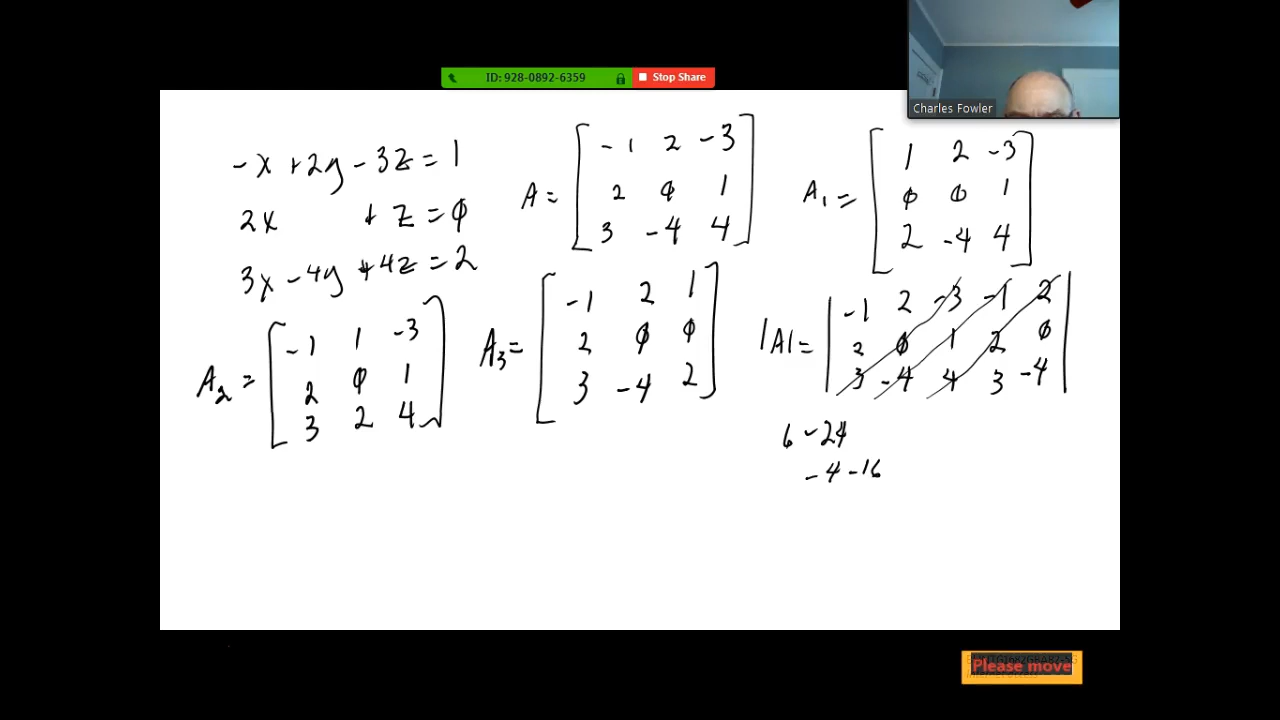 ID: 928-0892-6359 Stop Share
Charles Fowler
-x + 2y - 3z = 1
2x + z = 0
3x - 4y + 4z = 2
A = [ -1 2 -3
2 0 1
3 -4 4 ]
A₁ = [ 1 2 -3
0 0 1
2 -4 4 ]
A₂ = [ -1 1 -3
2 0 1
3 2 4 ]
A₃ = [ -1 2 1
2 0 0
3 -4 2 ]
|A| = | -1 2 -3 -1 2
2 0 1 2 0
3 -4 4 3 -4 |
6 - 24
- 4 - 16
Please move